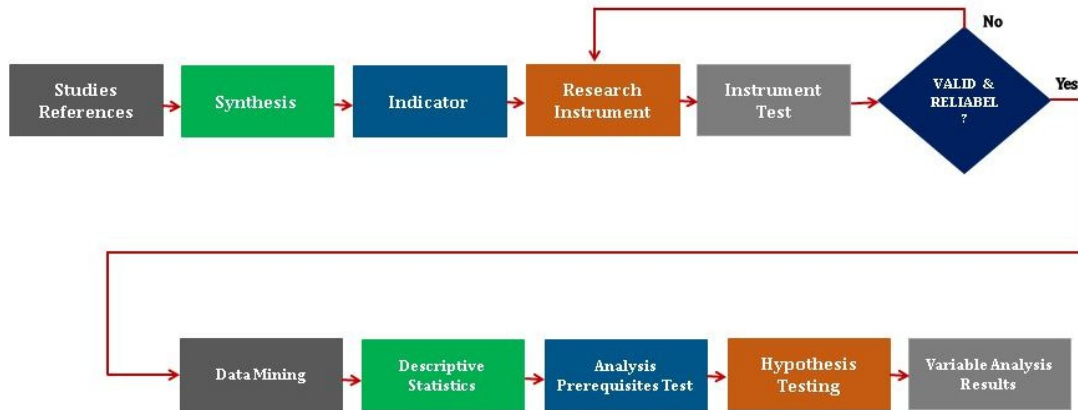 No
Studies
References
Synthesis
Indicator
Research
Instrument
Instrument
Test
VALID & 
RELIABEL
?
Yes
Data Mining
Descriptive
Statistics
Analysis
Prerequisites Test
Hypothesis
Testing
Variable Analysis
Results